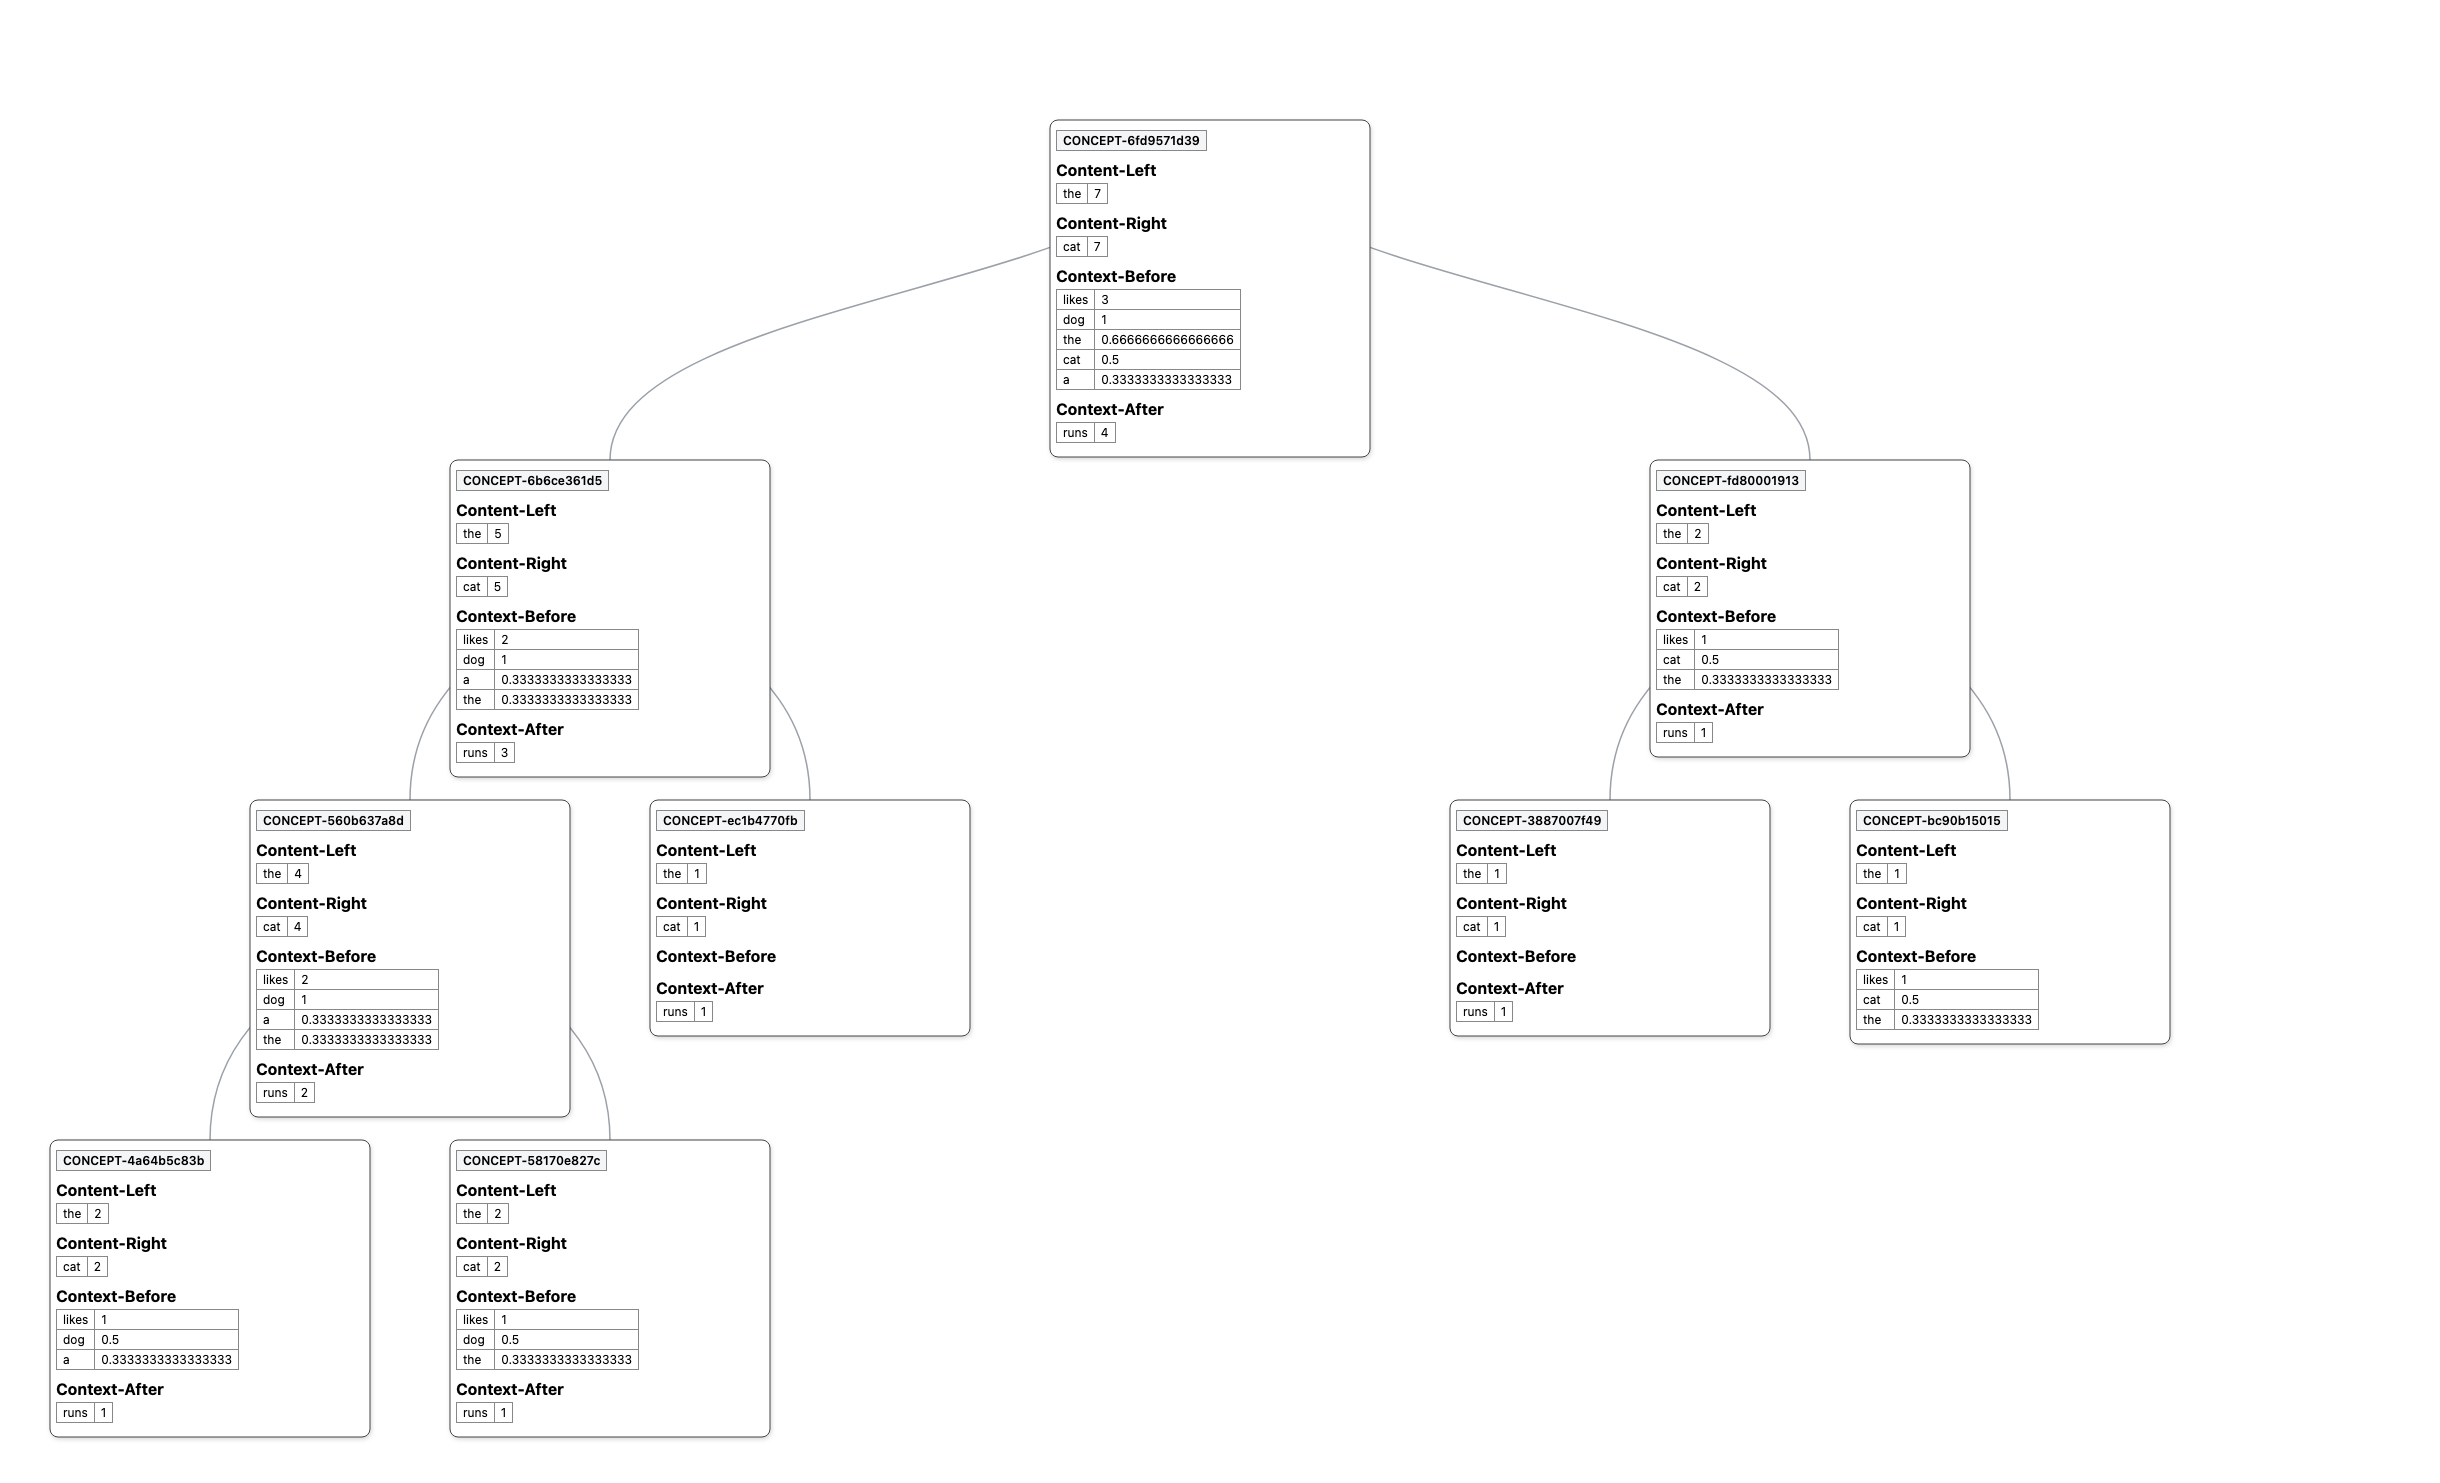 CONCEPT-6fd9571d39
Content-Left
the 7
Content-Right
cat 7
Context-Before
likes 3
dog 1
the 0.6666666666666666
cat 0.5
a 0.3333333333333333
Context-After
runs 4
CONCEPT-6b6ce361d5
Content-Left
the 5
Content-Right
cat 5
Context-Before
likes 2
dog 1
a 0.3333333333333333
the 0.3333333333333333
Context-After
runs 3
CONCEPT-fd80001913
Content-Left
the 2
Content-Right
cat 2
Context-Before
likes 1
cat 0.5
the 0.3333333333333333
Context-After
runs 1
CONCEPT-560b637a8d
Content-Left
the 4
Content-Right
cat 4
Context-Before
likes 2
dog 1
a 0.3333333333333333
the 0.3333333333333333
Context-After
runs 2
CONCEPT-ec1b4770fb
Content-Left
the 1
Content-Right
cat 1
Context-Before
Context-After
runs 1
CONCEPT-3887007f49
Content-Left
the 1
Content-Right
cat 1
Context-Before
Context-After
runs 1
CONCEPT-bc90b15015
Content-Left
the 1
Content-Right
cat 1
Context-Before
likes 1
cat 0.5
the 0.3333333333333333
CONCEPT-4a64b5c83b
Content-Left
the 2
Content-Right
cat 2
Context-Before
likes 1
dog 0.5
a 0.3333333333333333
Context-After
runs 1
CONCEPT-58170e827c
Content-Left
the 2
Content-Right
cat 2
Context-Before
likes 1
dog 0.5
the 0.3333333333333333
Context-After
runs 1